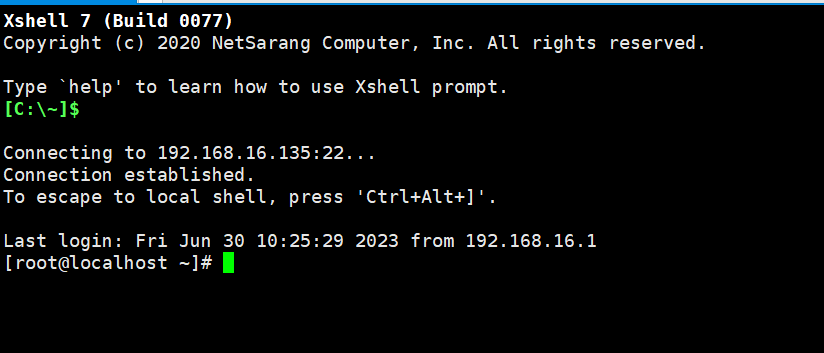 Xshell 7 (Build 0077)
Copyright (c) 2020 NetSarang Computer, Inc. All rights reserved.
Type `help' to learn how to use Xshell prompt.
[C:\~]$
Connecting to 192.168.16.135:22...
Connection established.
To escape to local shell, press 'Ctrl+Alt+]'.
Last login: Fri Jun 30 10:25:29 2023 from 192.168.16.1
[root@localhost ~]#